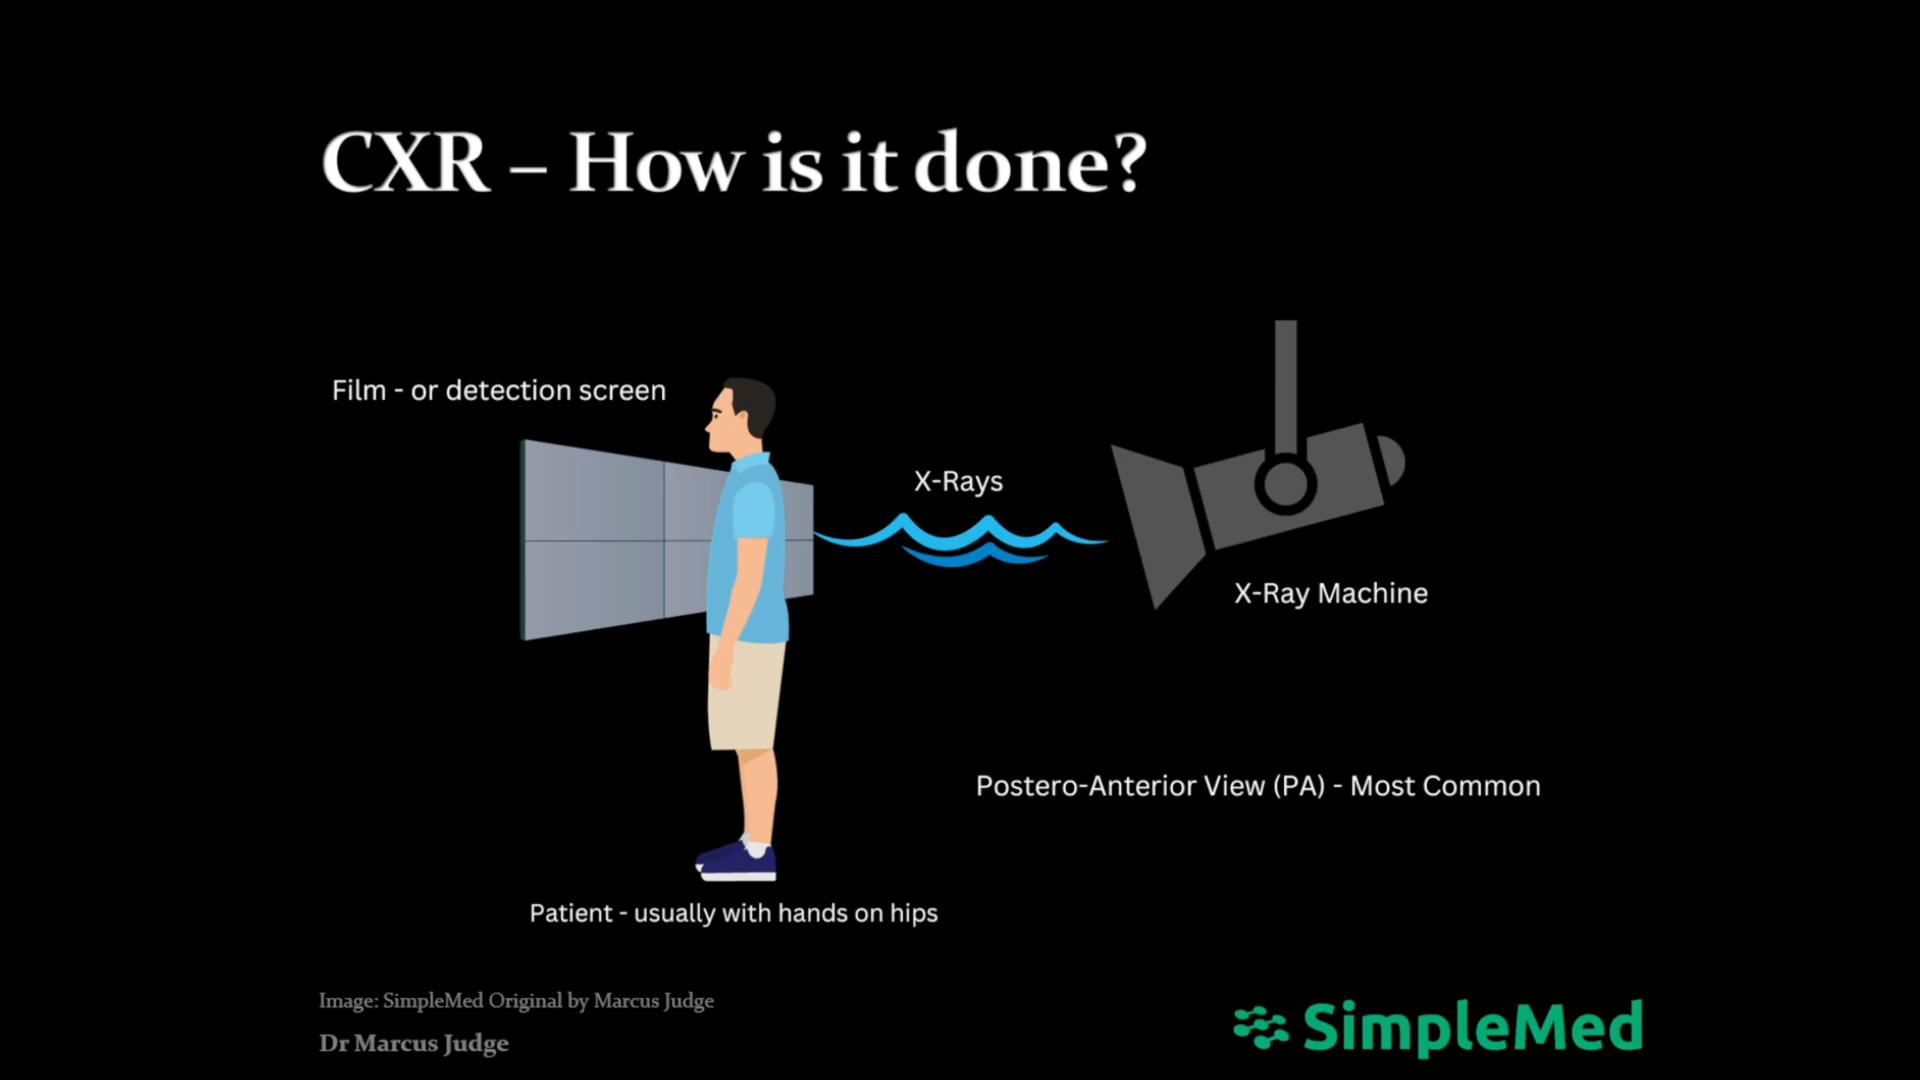 CXR – How is it done?
Film - or detection screen
X-Rays
X-Ray Machine
Postero-Anterior View (PA) - Most Common
Patient - usually with hands on hips
Image: SimpleMed Original by Marcus Judge
Dr Marcus Judge
SimpleMed